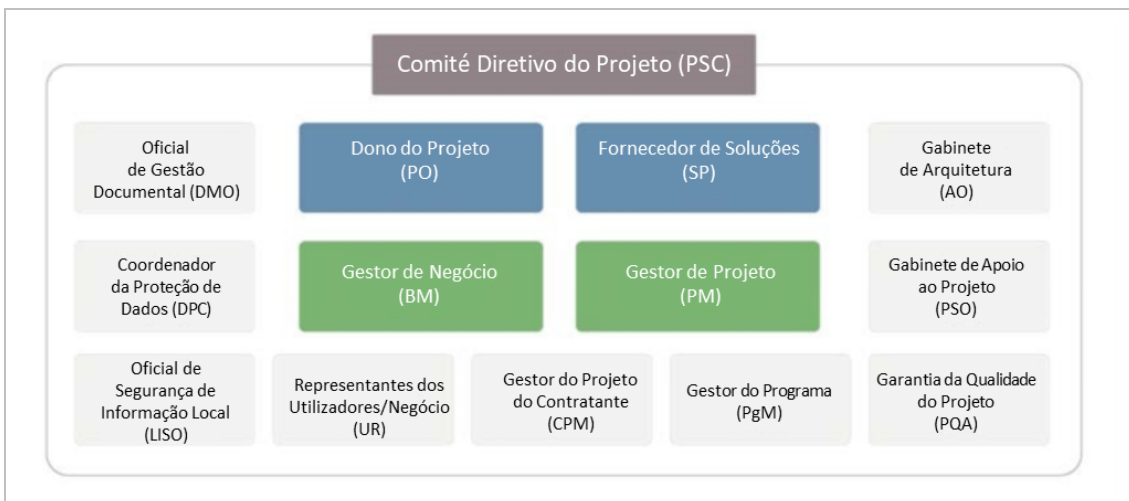 Comité Diretivo do Projeto (PSC)
Oficial
de Gestão
Documental (DMO)
Dono do Projeto
(PO)
Fornecedor de Soluções
(SP)
Gabinete
de Arquitetura
(AO)
Coordenador
da Proteção de
Dados (DPC)
Gestor de Negócio
(BM)
Gestor de Projeto
(PM)
Gabinete de Apoio
ao Projeto
(PSO)
Oficial de
Segurança de
Informação Local
(LISO)
Representantes dos
Utilizadores/Negócio
(UR)
Gestor do Projeto
do Contratante
(CPM)
Gestor do Programa
(PgM)
Garantia da Qualidade
do Projeto
(PQA)